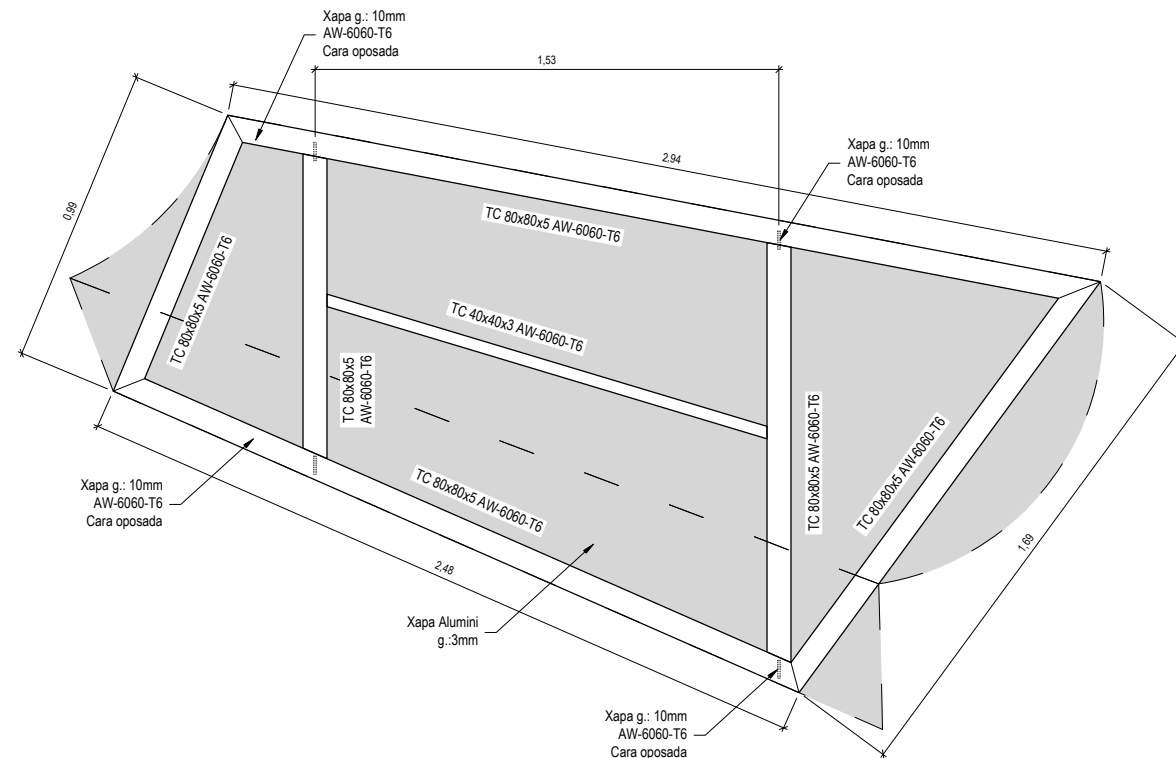 Xapa g.: 10mm
AW-6060-T6
Cara oposada
1,53
Xapa g.: 10mm
AW-6060-T6
Cara oposada
2,94
0,99
TC 80x80x5 AW-6060-T6
TC 80x80x5 AW-6060-T6
TC 40x40x3 AW-6060-T6
TC 80x80x5
AW-6060-T6
TC 80x80x5 AW-6060-T6
TC 80x80x5 AW-6060-T6
TC 80x80x5 AW-6060-T6
Xapa g.: 10mm
AW-6060-T6
Cara oposada
1,69
2,48
Xapa Alumini
g.:3mm
Xapa g.: 10mm
AW-6060-T6
Cara oposada